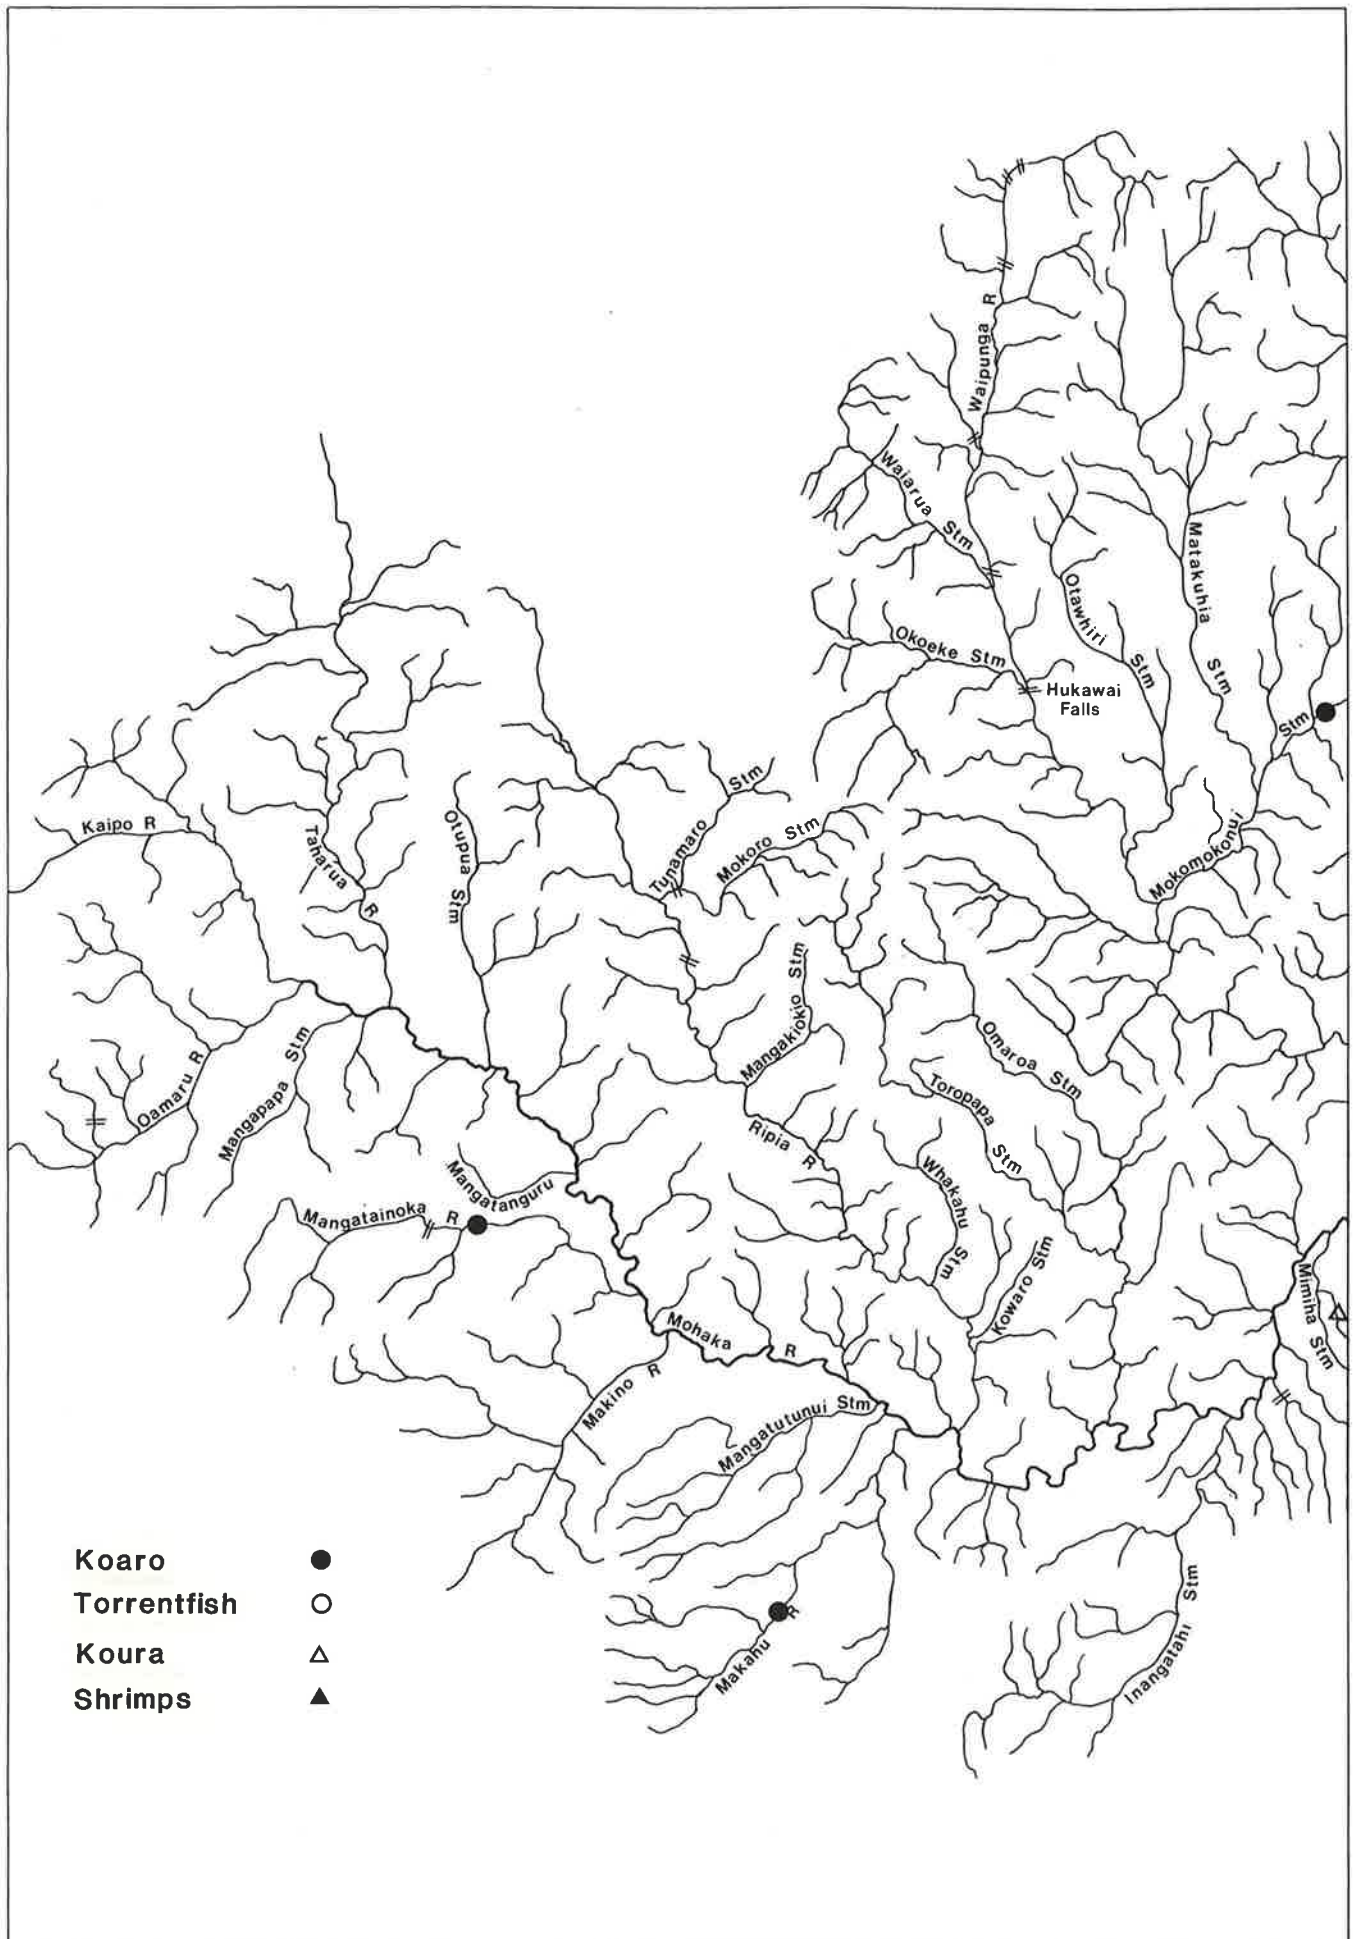 Waipunga R
Waiarua Stm
Matakuhia Stm
Otawhiri Stm
Okoeke Stm
Hukawai
Falls
Mokomokonui Stm
Tunamaro Stm
Mokoro Stm
Kaipo R
Taharua R
Otupua Stm
Mangakiokio Stm
Omaroa Stm
Oamaru R
Mangapapa Stm
Toropapa Stm
Ripia R
Whakahu Stm
Mangatanguru
Mangatainoka R
Kowaro Stm
Mimiha Stm
Mohaka R
Makino R
Mangatutunui Stm
Koaro
Torrentfish
Koura
Shrimps
Makahu R
Inangatahi Stm